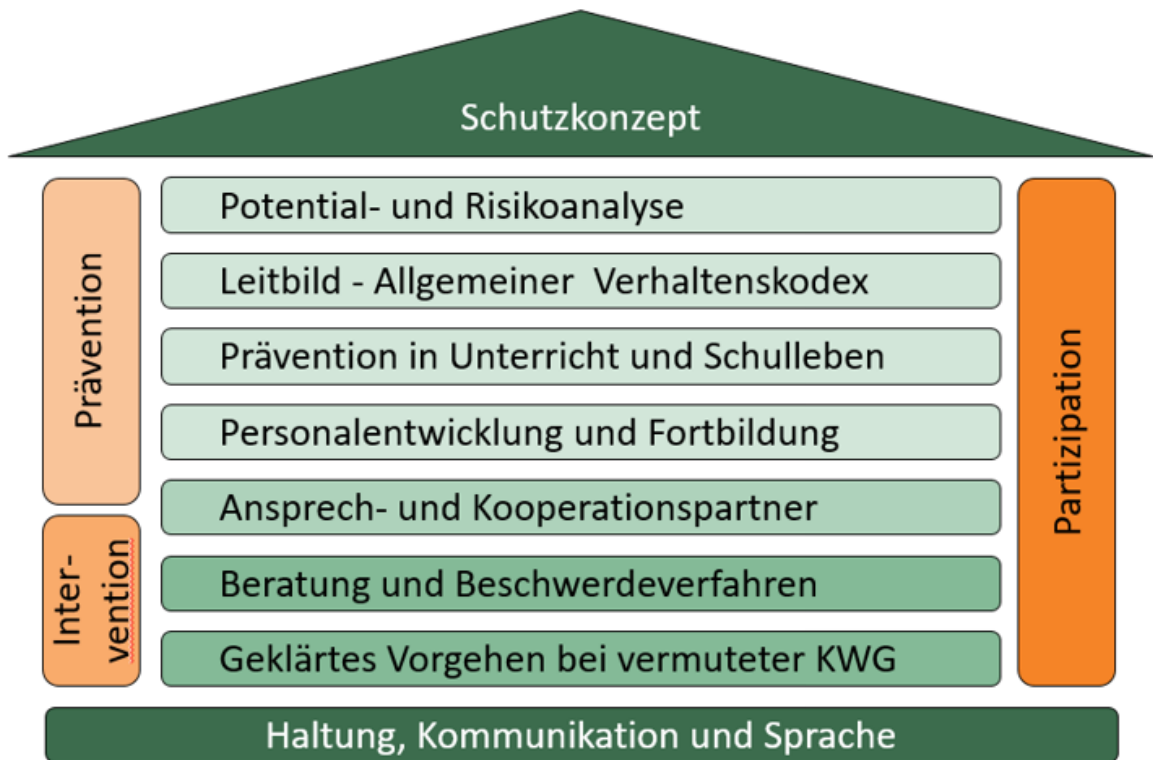 Schutzkonzept
Prävention
Inter-
vention
Potential- und Risikoanalyse
Leitbild - Allgemeiner Verhaltenskodex
Prävention in Unterricht und Schulleben
Personalentwicklung und Fortbildung
Ansprech- und Kooperationspartner
Beratung und Beschwerdeverfahren
Geklärtes Vorgehen bei vermuteter KWG
Partizipation
Haltung, Kommunikation und Sprache